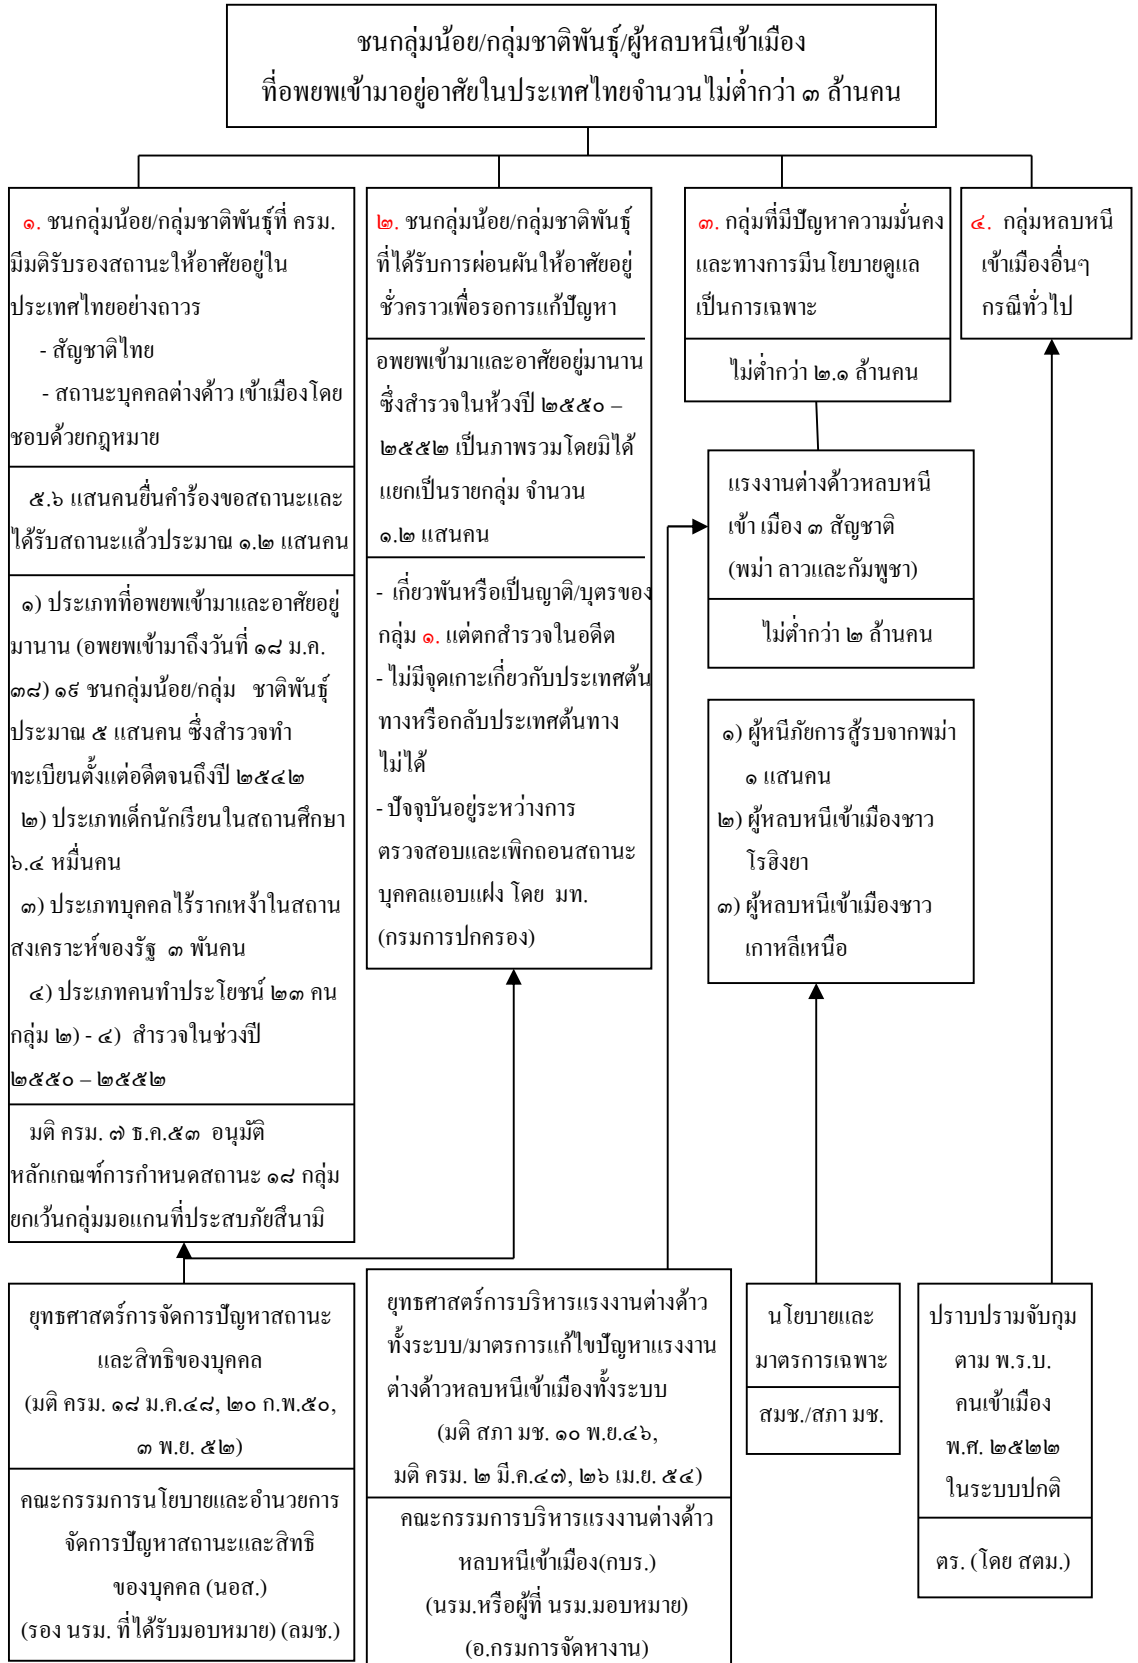 ชนกลุ่มน้อย/กลุ่มชาติพันธุ์/ผู้หลบหนีเข้าเมือง
ที่อพยพเข้ามาอยู่อาศัยในประเทศไทยจำนวนไม่ต่ำกว่า ๓ ล้านคน
๑. ชนกลุ่มน้อย/กลุ่มชาติพันธุ์ที่ ครม.
มีมติรับรองสถานะให้อาศัยอยู่ใน
ประเทศไทยอย่างถาวร
- สัญชาติไทย
- สถานะบุคคลต่างด้าว เข้าเมืองโดย
ชอบด้วยกฎหมาย
๕.๖ แสนคนยื่นคำร้องขอสถานะและ
ได้รับสถานะแล้วประมาณ ๑.๒ แสนคน
๑) ประเภทที่อพยพเข้ามาและอาศัยอยู่
มานาน (อพยพเข้ามาถึงวันที่ ๑๘ ม.ค.
๓๘) ๑๙ ชนกลุ่มน้อย/กลุ่ม ชาติพันธุ์
ประมาณ ๕ แสนคน ซึ่งสำรวจทำ
ทะเบียนตั้งแต่อดีตจนถึงปี ๒๕๔๒
๒) ประเภทเด็กนักเรียนในสถานศึกษา
๖.๔ หมื่นคน
๓) ประเภทบุคคลไร้รากเหง้าในสถาน
สงเคราะห์ของรัฐ ๓ พันคน
๔) ประเภทคนทำประโยชน์ ๒๓ คน
กลุ่ม ๒) - ๔) สำรวจในช่วงปี
๒๕๕๐ – ๒๕๕๒
มติ ครม. ๗ ธ.ค.๕๓ อนุมัติ
หลักเกณฑ์การกำหนดสถานะ ๑๘ กลุ่ม
ยกเว้นกลุ่มมอแกนที่ประสบภัยสึนามิ
๒. ชนกลุ่มน้อย/กลุ่มชาติพันธุ์
ที่ได้รับการผ่อนผันให้อาศัยอยู่
ชั่วคราวเพื่อรอการแก้ปัญหา
อพยพเข้ามาและอาศัยอยู่มานาน
ซึ่งสำรวจในห้วงปี ๒๕๕๐ –
๒๕๕๒ เป็นภาพรวมโดยมิได้
แยกเป็นรายกลุ่ม จำนวน
๑.๒ แสนคน
- เกี่ยวพันหรือเป็นญาติ/บุตรของ
กลุ่ม ๑. แต่ตกสำรวจในอดีต
- ไม่มีจุดเกาะเกี่ยวกับประเทศต้น
ทางหรือกลับประเทศต้นทาง
ไม่ได้
- ปัจจุบันอยู่ระหว่างการ
ตรวจสอบและเพิกถอนสถานะ
บุคคลแอบแฝง โดย มท.
(กรมการปกครอง)
๓. กลุ่มที่มีปัญหาความมั่นคง
และทางการมีนโยบายดูแล
เป็นการเฉพาะ
ไม่ต่ำกว่า ๒.๑ ล้านคน
แรงงานต่างด้าวหลบหนี
เข้า เมือง ๓ สัญชาติ
(พม่า ลาวและกัมพูชา)
ไม่ต่ำกว่า ๒ ล้านคน
๑) ผู้หนีภัยการสู้รบจากพม่า
๑ แสนคน
๒) ผู้หลบหนีเข้าเมืองชาว
โรฮิงยา
๓) ผู้หลบหนีเข้าเมืองชาว
เกาหลีเหนือ
๔. กลุ่มหลบหนี
เข้าเมืองอื่นๆ
กรณีทั่วไป
ยุทธศาสตร์การจัดการปัญหาสถานะ
และสิทธิของบุคคล
(มติ ครม. ๑๘ ม.ค.๔๘, ๒๐ ก.พ.๕๐,
๓ พ.ย. ๕๒)
คณะกรรมการนโยบายและอำนวยการ
จัดการปัญหาสถานะและสิทธิ
ของบุคคล (นอส.)
(รอง นรม. ที่ได้รับมอบหมาย) (ลมช.)
ยุทธศาสตร์การบริหารแรงงานต่างด้าว
ทั้งระบบ/มาตรการแก้ไขปัญหาแรงงาน
ต่างด้าวหลบหนีเข้าเมืองทั้งระบบ
(มติ สภา มช. ๑๐ พ.ย.๔๖,
มติ ครม. ๒ มี.ค.๔๗, ๒๖ เม.ย. ๕๔)
คณะกรรมการบริหารแรงงานต่างด้าว
หลบหนีเข้าเมือง(กบร.)
(นรม.หรือผู้ที่ นรม.มอบหมาย)
(อ.กรมการจัดหางาน)
นโยบายและ
มาตรการเฉพาะ
สมช./สภา มช.
ปราบปรามจับกุม
ตาม พ.ร.บ.
คนเข้าเมือง
พ.ศ. ๒๕๒๒
ในระบบปกติ
ตร. (โดย สตม.)